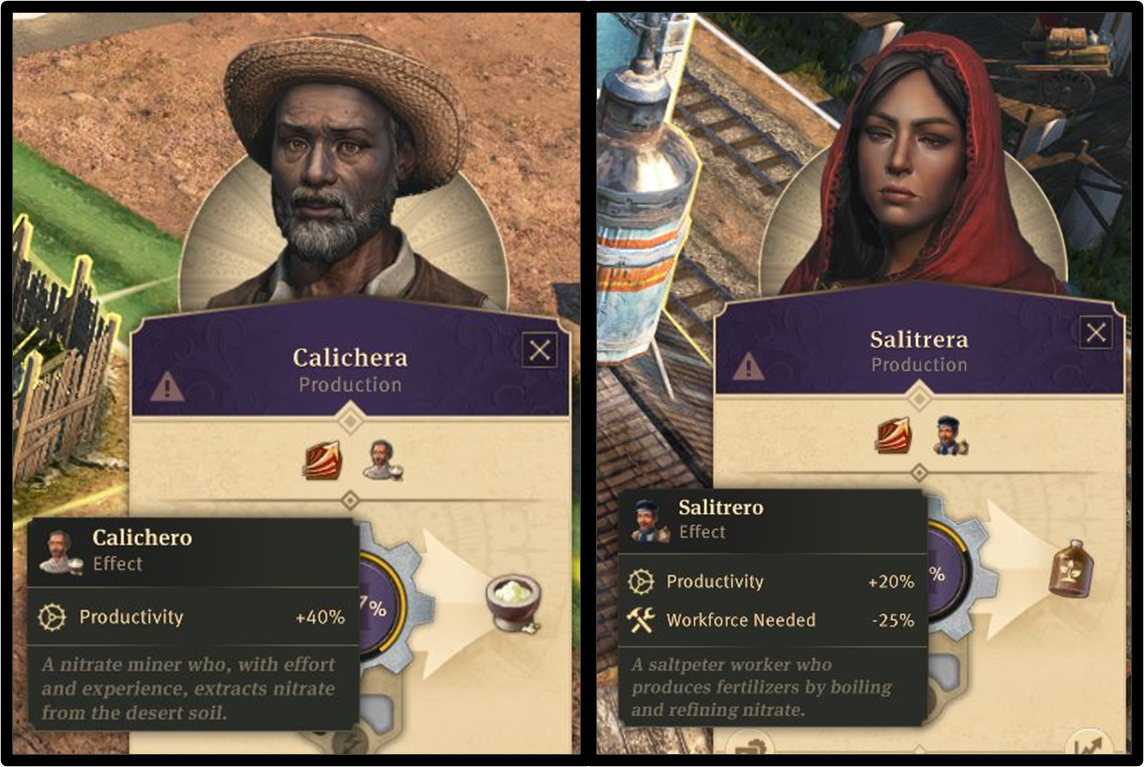 Calichera
Production
Calichero
Effect
Productivity +40%
7%
A nitrate miner who, with effort
and experience, extracts nitrate
from the desert soil.
Salitrera
Production
Salitrero
Effect
Productivity +20%
%
Workforce Needed -25%
A saltpeter worker who
produces fertilizers by boiling
and refining nitrate.